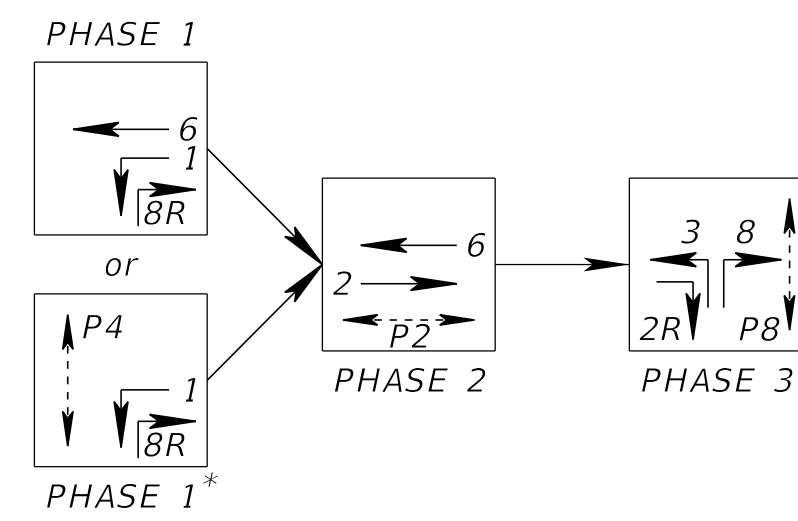 PHASE 1
6
1
8R
or
P4
1
8R
PHASE 1*
6
2
P2
PHASE 2
3 8
2R P8
PHASE 3